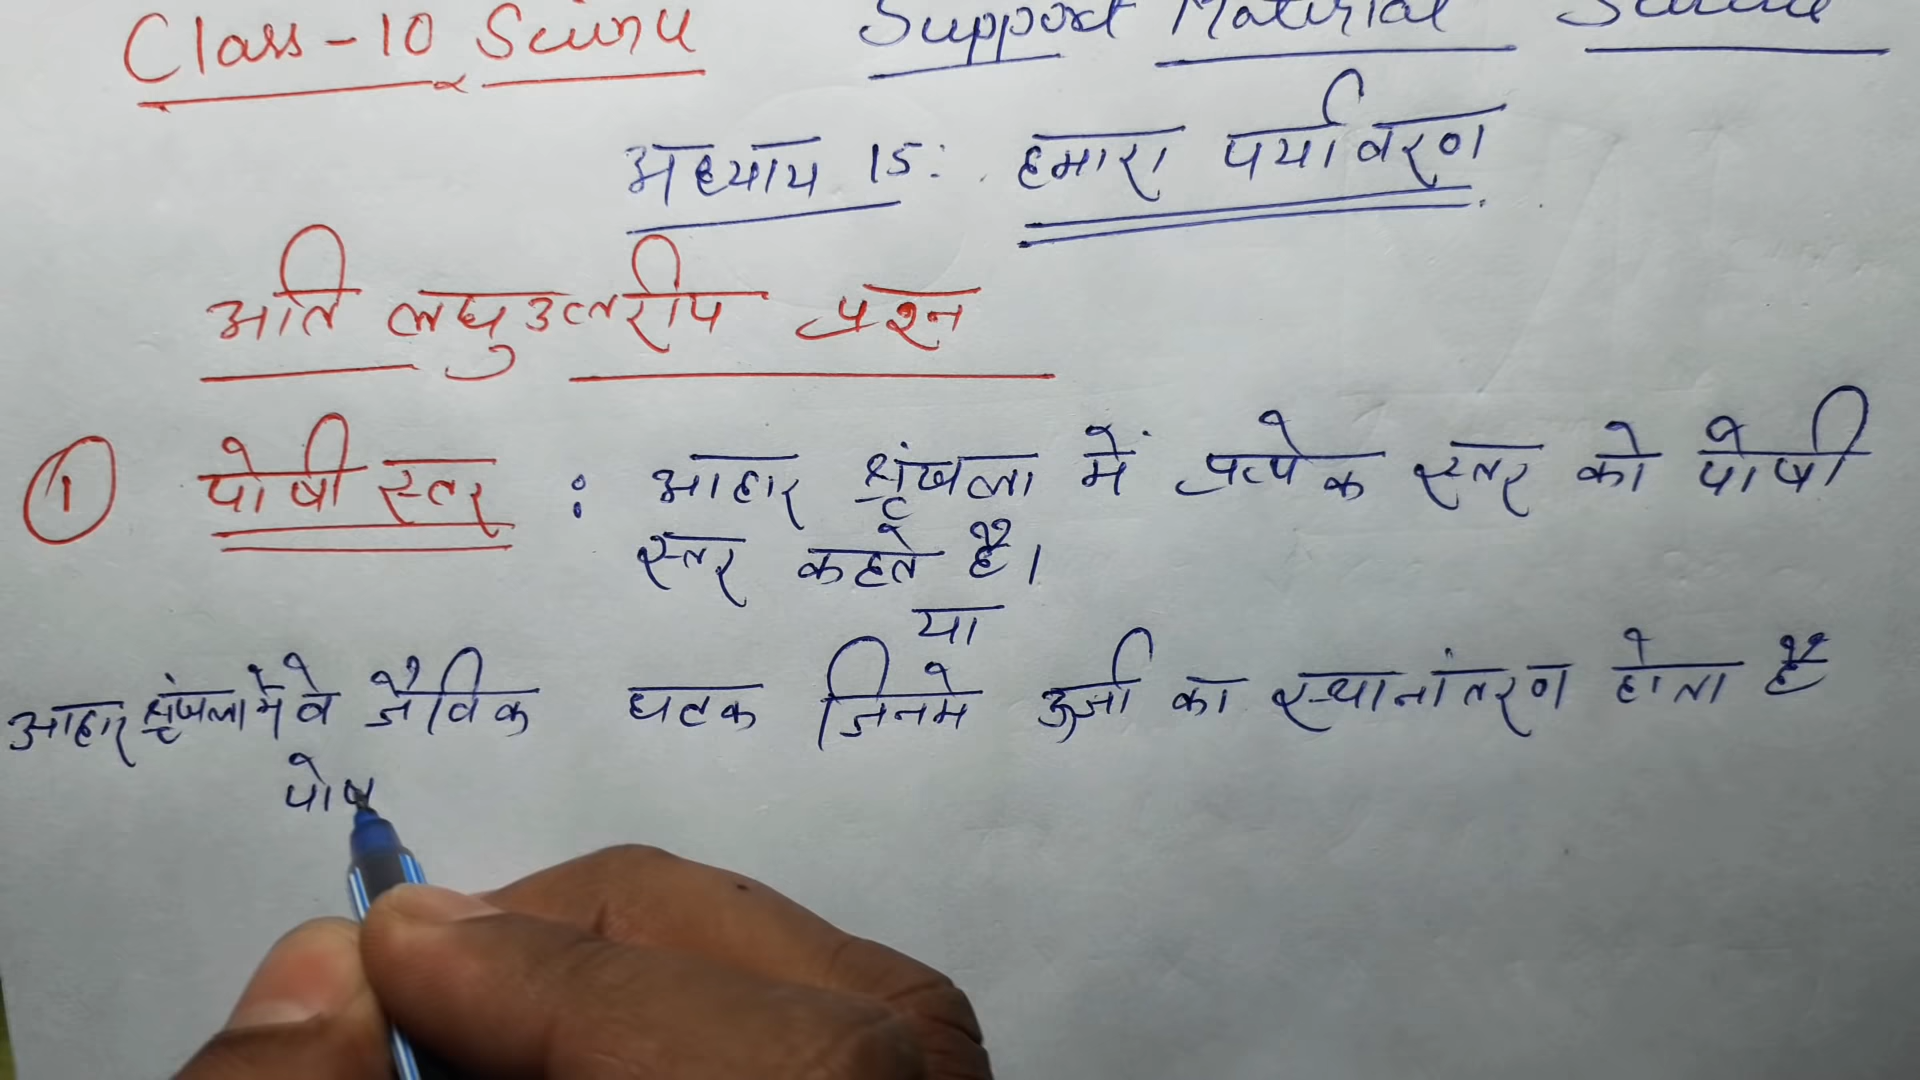 Class-10 Science Support Material Science
अध्याय 15: हमारा पर्यावरण
अति लघुउत्तरीय प्रश्न
① पोषी स्तर : आहार श्रृंखला में प्रत्येक स्तर को पोषी
स्तर कहते है।
या
आहार श्रृंखला में वे जैविक घटक जिनमे ऊर्जा का स्थानांतरण होता है
पोष